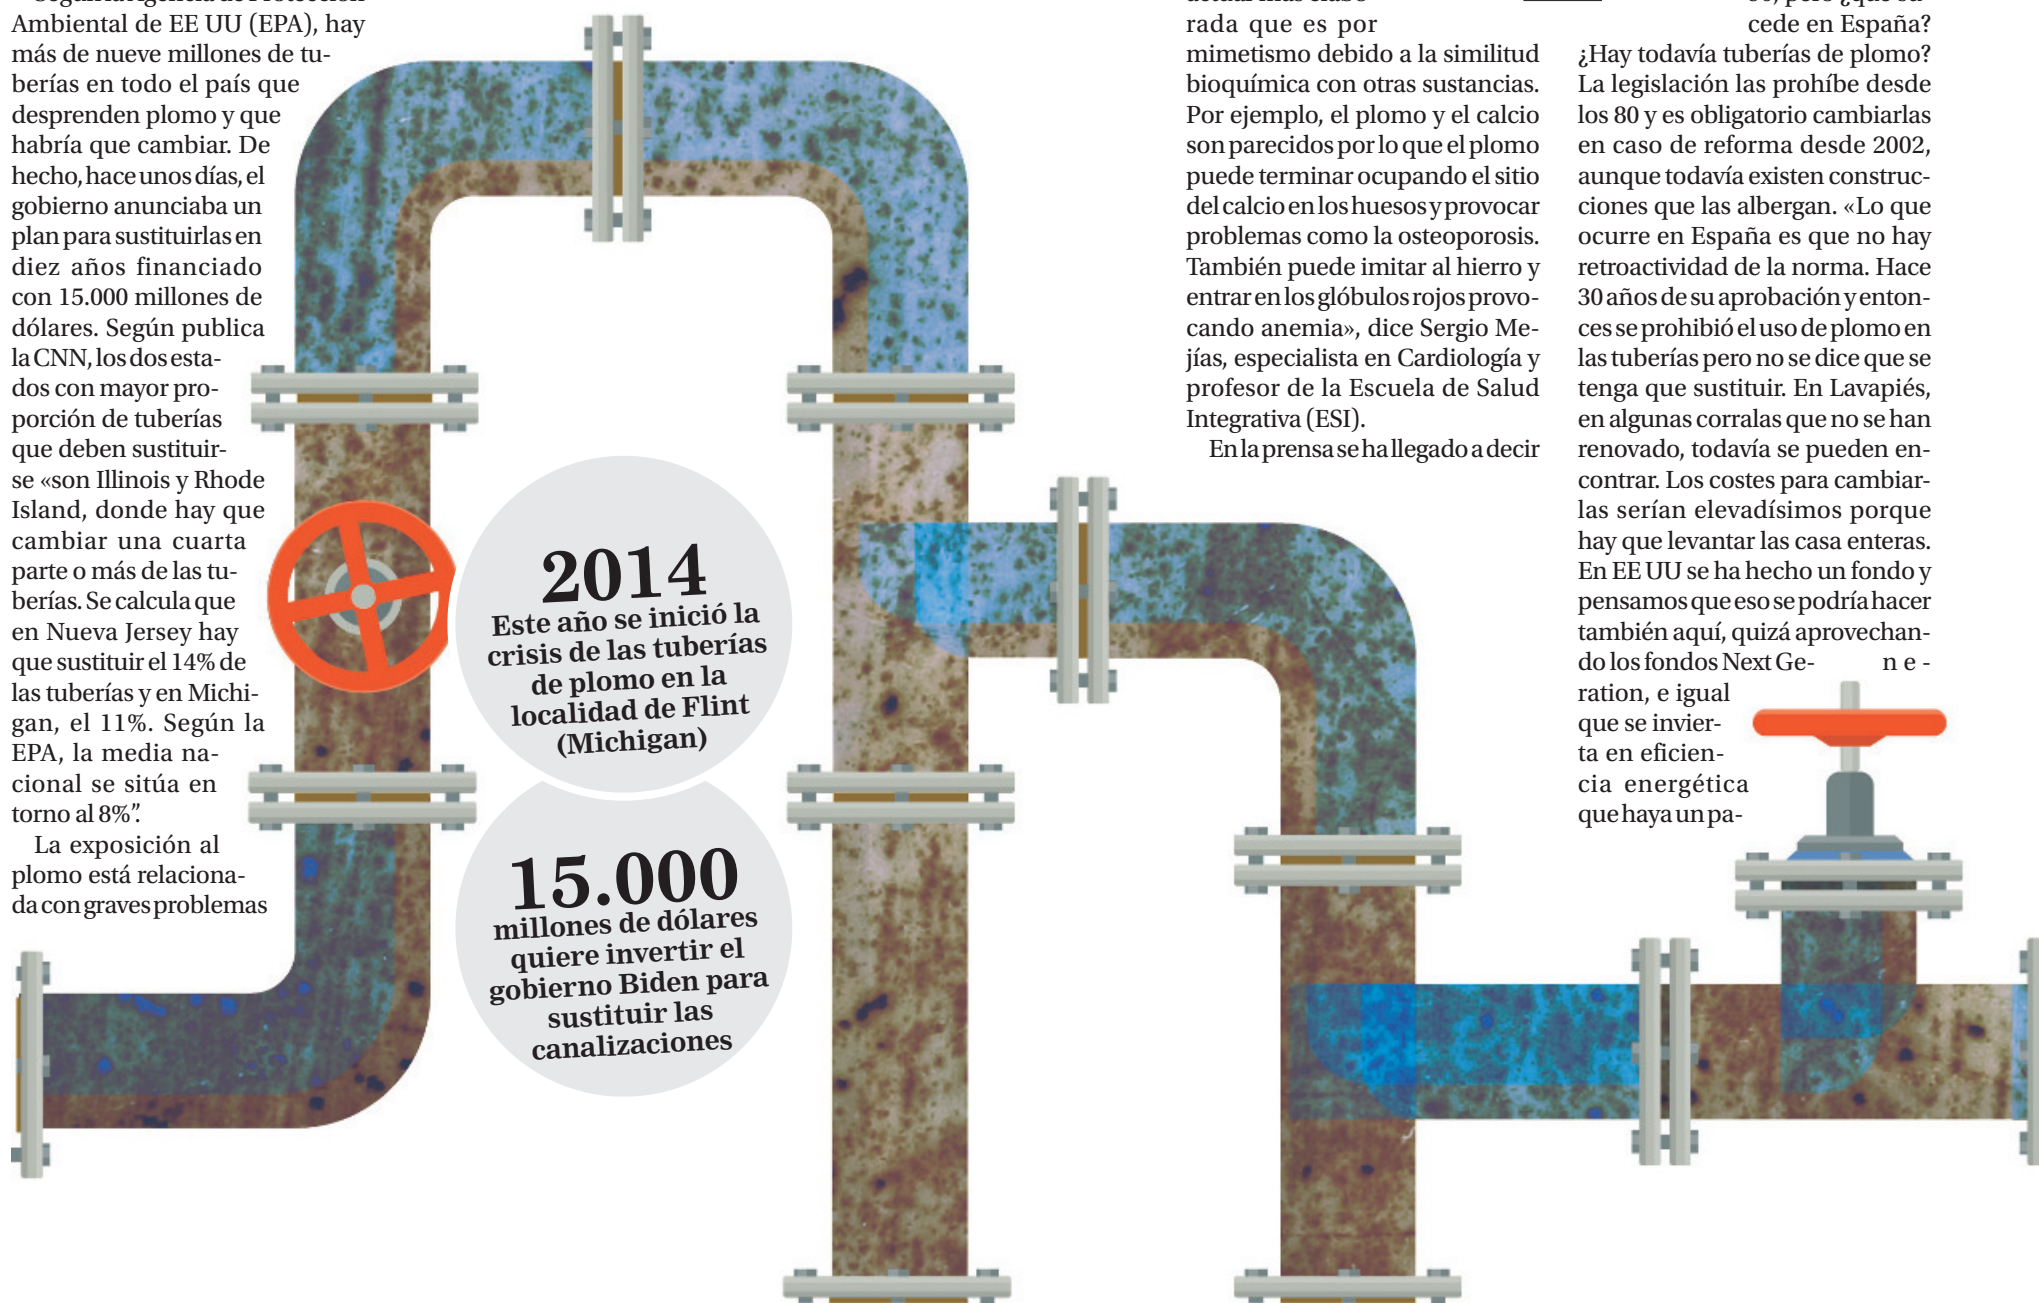 Ambiental de EE UU (EPA), hay
más de nueve millones de tu-
berías en todo el país que
desprenden plomo y que
habría que cambiar. De
hecho, hace unos días, el
gobierno anunciaba un
plan para sustituirlas en
diez años financiado
con 15.000 millones de
dólares. Según publica
la CNN, los dos esta-
dos con mayor pro-
porción de tuberías
que deben sustituir-
se «son Illinois y Rhode
Island, donde hay que
cambiar una cuarta
parte o más de las tu-
berías. Se calcula que
en Nueva Jersey hay
que sustituir el 14% de
las tuberías y en Michi-
gan, el 11%. Según la
EPA, la media na-
cional se sitúa en
torno al 8%”.
La exposición al
plomo está relaciona-
da con graves problemas
2014
Este año se inició la
crisis de las tuberías
de plomo en la
localidad de Flint
(Michigan)
15.000
millones de dólares
quiere invertir el
gobierno Biden para
sustituir las
canalizaciones
rada que es por
mimetismo debido a la similitud
bioquímica con otras sustancias.
Por ejemplo, el plomo y el calcio
son parecidos por lo que el plomo
puede terminar ocupando el sitio
del calcio en los huesos y provocar
problemas como la osteoporosis.
También puede imitar al hierro y
entrar en los glóbulos rojos provo-
cando anemia», dice Sergio Me-
jías, especialista en Cardiología y
profesor de la Escuela de Salud
Integrativa (ESI).
En la prensa se ha llegado a decir
cede en España?
¿Hay todavía tuberías de plomo?
La legislación las prohíbe desde
los 80 y es obligatorio cambiarlas
en caso de reforma desde 2002,
aunque todavía existen construc-
ciones que las albergan. «Lo que
ocurre en España es que no hay
retroactividad de la norma. Hace
30 años de su aprobación y enton-
ces se prohibió el uso de plomo en
las tuberías pero no se dice que se
tenga que sustituir. En Lavapiés,
en algunas corralas que no se han
renovado, todavía se pueden en-
contrar. Los costes para cambiar-
las serían elevadísimos porque
hay que levantar las casa enteras.
En EE UU se ha hecho un fondo y
pensamos que eso se podría hacer
también aquí, quizá aprovechan-
do los fondos Next Ge- n e -
ration, e igual
que se invier-
ta en eficien-
cia energética
que haya un pa-